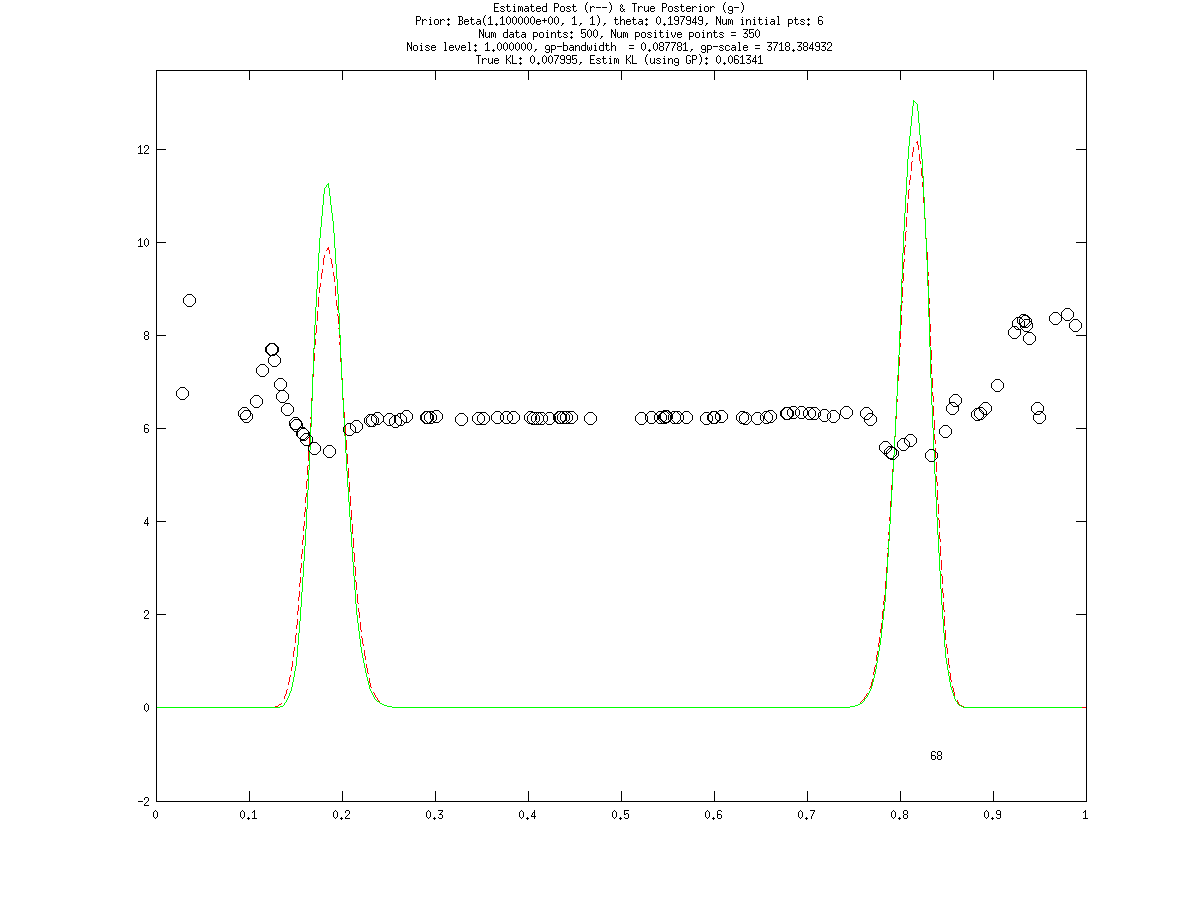 Estimated Post (r--) & True Posterior (g-)
Prior: Beta(1.100000e+00, 1, 1), theta: 0.197949, Num initial pts: 6
Num data points: 500, Num positive points = 350
Noise level: 1.000000, gp-bandwidth  = 0.087781, gp-scale = 3718.384932
True KL: 0.007995, Estim KL (using GP): 0.061341
12
10
8
6
4
2
0
68
-2
0 0.1 0.2 0.3 0.4 0.5 0.6 0.7 0.8 0.9 1